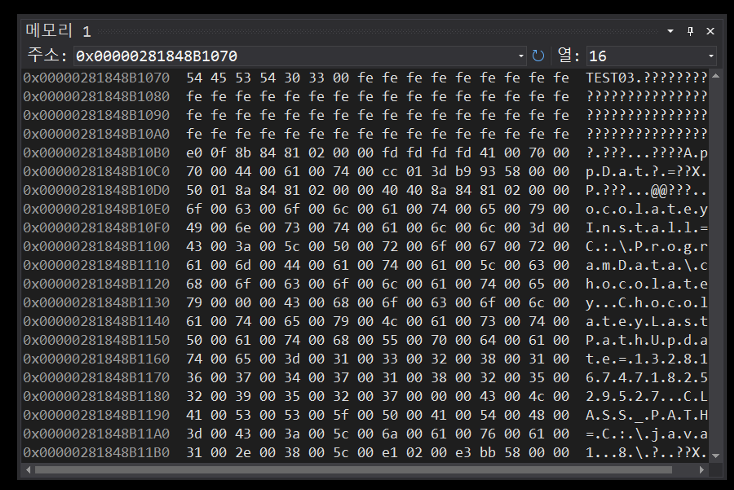 메모리 1
주소: 0x00000281848B1070 열: 16
0x00000281848B1070 54 45 53 54 30 33 00 fe fe fe fe fe fe fe fe fe TEST03.?????????
0x00000281848B1080 fe fe fe fe fe fe fe fe fe fe fe fe fe fe fe fe ????????????????
0x00000281848B1090 fe fe fe fe fe fe fe fe fe fe fe fe fe fe fe fe ????????????????
0x00000281848B10A0 fe fe fe fe fe fe fe fe fe fe fe fe fe fe fe fe ????????????????
0x00000281848B10B0 e0 0f 8b 84 81 02 00 00 fd fd fd fd 41 00 70 00 ?.???...????A.p.
0x00000281848B10C0 70 00 44 00 61 00 74 00 cc 01 3d b9 93 58 00 00 p.D.a.t.?.=??X..
0x00000281848B10D0 50 01 8a 84 81 02 00 00 40 40 8a 84 81 02 00 00 P.???...@@???...
0x00000281848B10E0 6f 00 63 00 6f 00 6c 00 61 00 74 00 65 00 79 00 o.c.o.l.a.t.e.y.
0x00000281848B10F0 49 00 6e 00 73 00 74 00 61 00 6c 00 6c 00 3d 00 I.n.s.t.a.l.l.=.
0x00000281848B1100 43 00 3a 00 5c 00 50 00 72 00 6f 00 67 00 72 00 C.:.\.P.r.o.g.r.
0x00000281848B1110 61 00 6d 00 44 00 61 00 74 00 61 00 5c 00 63 00 a.m.D.a.t.a.\.c.
0x00000281848B1120 68 00 6f 00 63 00 6f 00 6c 00 61 00 74 00 65 00 h.o.c.o.l.a.t.e.
0x00000281848B1130 79 00 00 00 43 00 68 00 6f 00 63 00 6f 00 6c 00 y...C.h.o.c.o.l.
0x00000281848B1140 61 00 74 00 65 00 79 00 4c 00 61 00 73 00 74 00 a.t.e.y.L.a.s.t.
0x00000281848B1150 50 00 61 00 74 00 68 00 55 00 70 00 64 00 61 00 P.a.t.h.U.p.d.a.
0x00000281848B1160 74 00 65 00 3d 00 31 00 33 00 32 00 38 00 31 00 t.e.=.1.3.2.8.1.
0x00000281848B1170 36 00 37 00 34 00 37 00 31 00 38 00 32 00 35 00 6.7.4.7.1.8.2.5.
0x00000281848B1180 32 00 39 00 35 00 32 00 37 00 00 00 43 00 4c 00 2.9.5.2.7...C.L.
0x00000281848B1190 41 00 53 00 53 00 5f 00 50 00 41 00 54 00 48 00 A.S.S._.P.A.T.H.
0x00000281848B11A0 3d 00 43 00 3a 00 5c 00 6a 00 61 00 76 00 61 00 =.C.:.\.j.a.v.a.
0x00000281848B11B0 31 00 2e 00 38 00 5c 00 e1 02 00 e3 bb 58 00 00 1...8.\.?..??X..